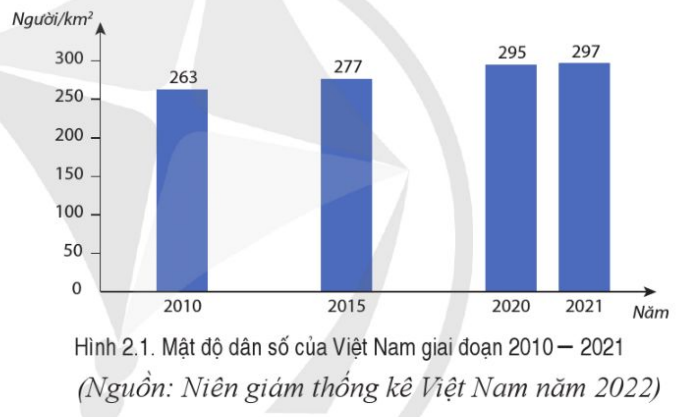 Người/km²
300
250
200
150
100
50
0
263
277
295
297
2010 2015 2020 2021 Năm
Hình 2.1. Mật độ dân số của Việt Nam giai đoạn 2010 – 2021
(Nguồn: Niên giám thống kê Việt Nam năm 2022)